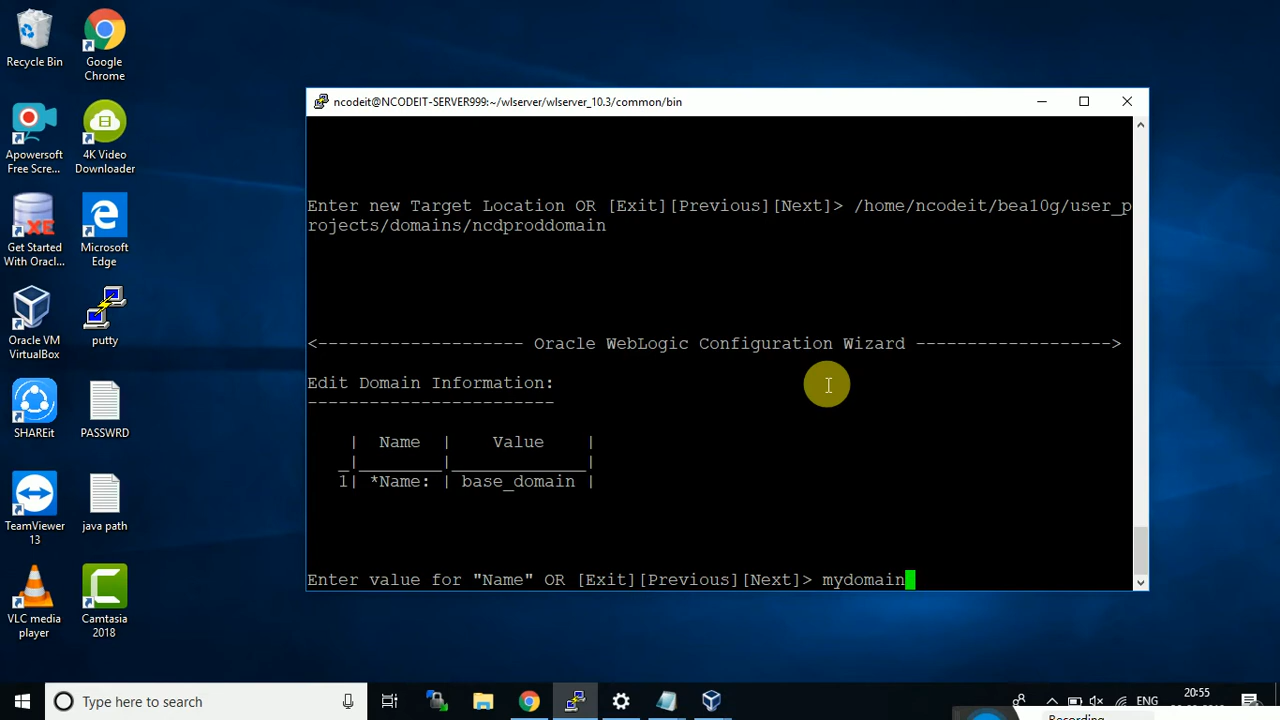 Recycle Bin
Google
Chrome
Apowersoft
Free Scre...
4K Video
Downloader
Get Started
With Oracl...
Microsoft
Edge
Oracle VM
VirtualBox
putty
SHAREit
PASSWRD
TeamViewer
13
java path
VLC media
player
Camtasia
2018
ncodeit@NCODEIT-SERVER999:~/wlserver/wlserver_10.3/common/bin
Enter new Target Location OR [Exit][Previous][Next]> /home/ncodeit/bea10g/user_p
rojects/domains/ncdproddomain
<------------------- Oracle WebLogic Configuration Wizard ------------------->
Edit Domain Information:
------------------------
| Name | Value |
_|________|_____________|
1| *Name: | base_domain |
Enter value for "Name" OR [Exit][Previous][Next]> mydomain
Type here to search
ENG
20:55
Recording